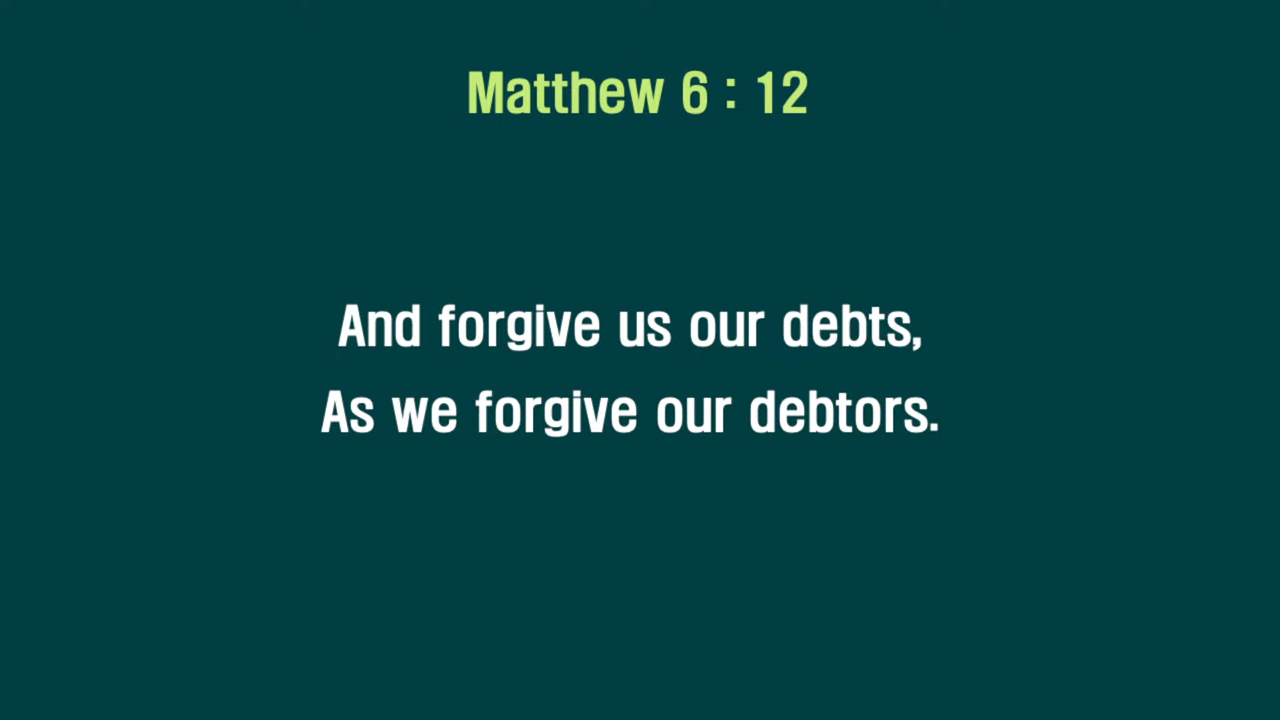 Matthew 6 : 12
And forgive us our debts,
As we forgive our debtors.